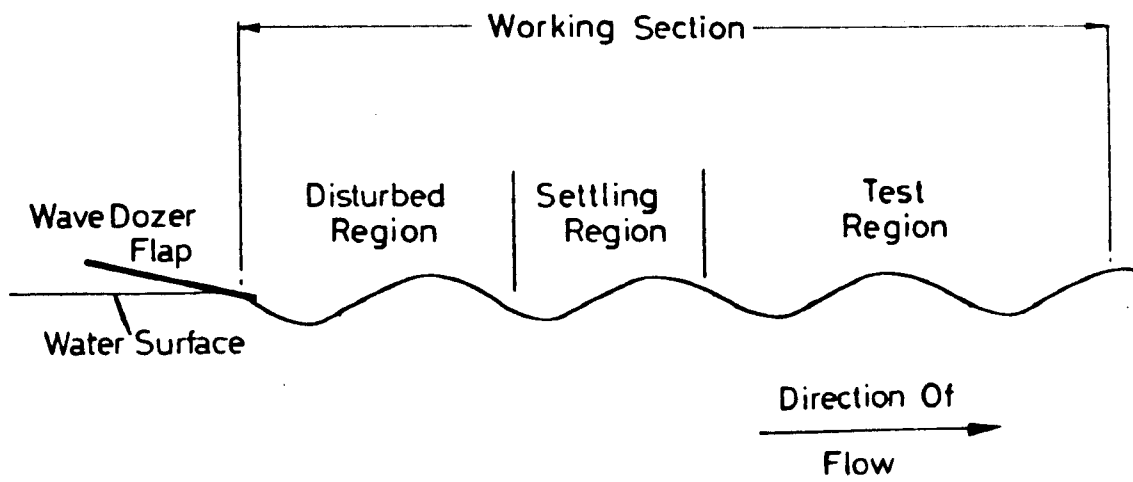 Working Section
Disturbed
Region
Settling
Region
Test
Region
Wave Dozer
Flap
Water Surface
Direction Of
Flow